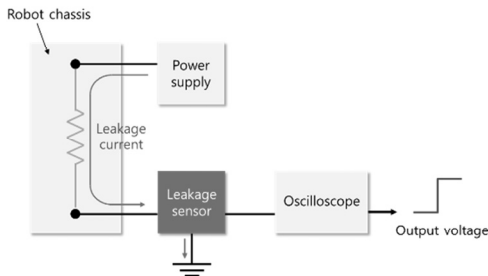 Robot chassis
Power
supply
Leakage
current
Leakage
sensor
Oscilloscope
Output voltage